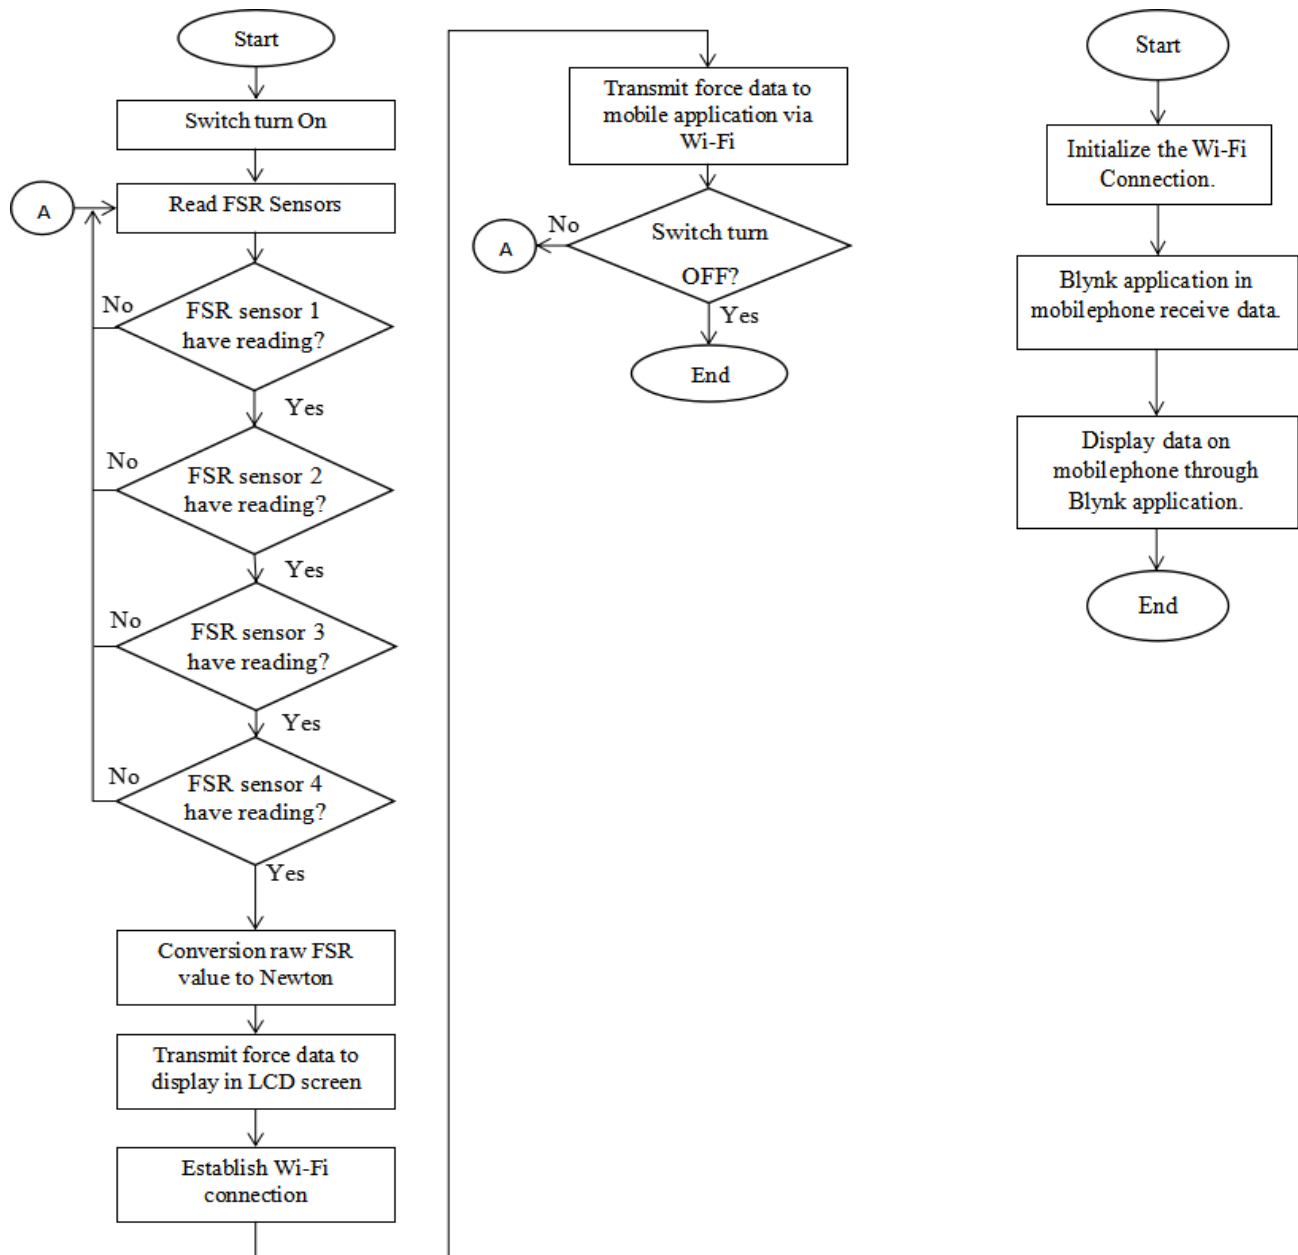 Start
Switch turn On
A
Read FSR Sensors
No
FSR sensor 1
have reading?
Yes
No
FSR sensor 2
have reading?
Yes
No
FSR sensor 3
have reading?
Yes
No
FSR sensor 4
have reading?
Yes
Conversion raw FSR
value to Newton
Transmit force data to
display in LCD screen
Establish Wi-Fi
connection
Transmit force data to
mobile application via
Wi-Fi
A
No
Switch turn
OFF?
Yes
End
Start
Initialize the Wi-Fi
Connection.
Blynk application in
mobilephone receive data.
Display data on
mobilephone through
Blynk application.
End